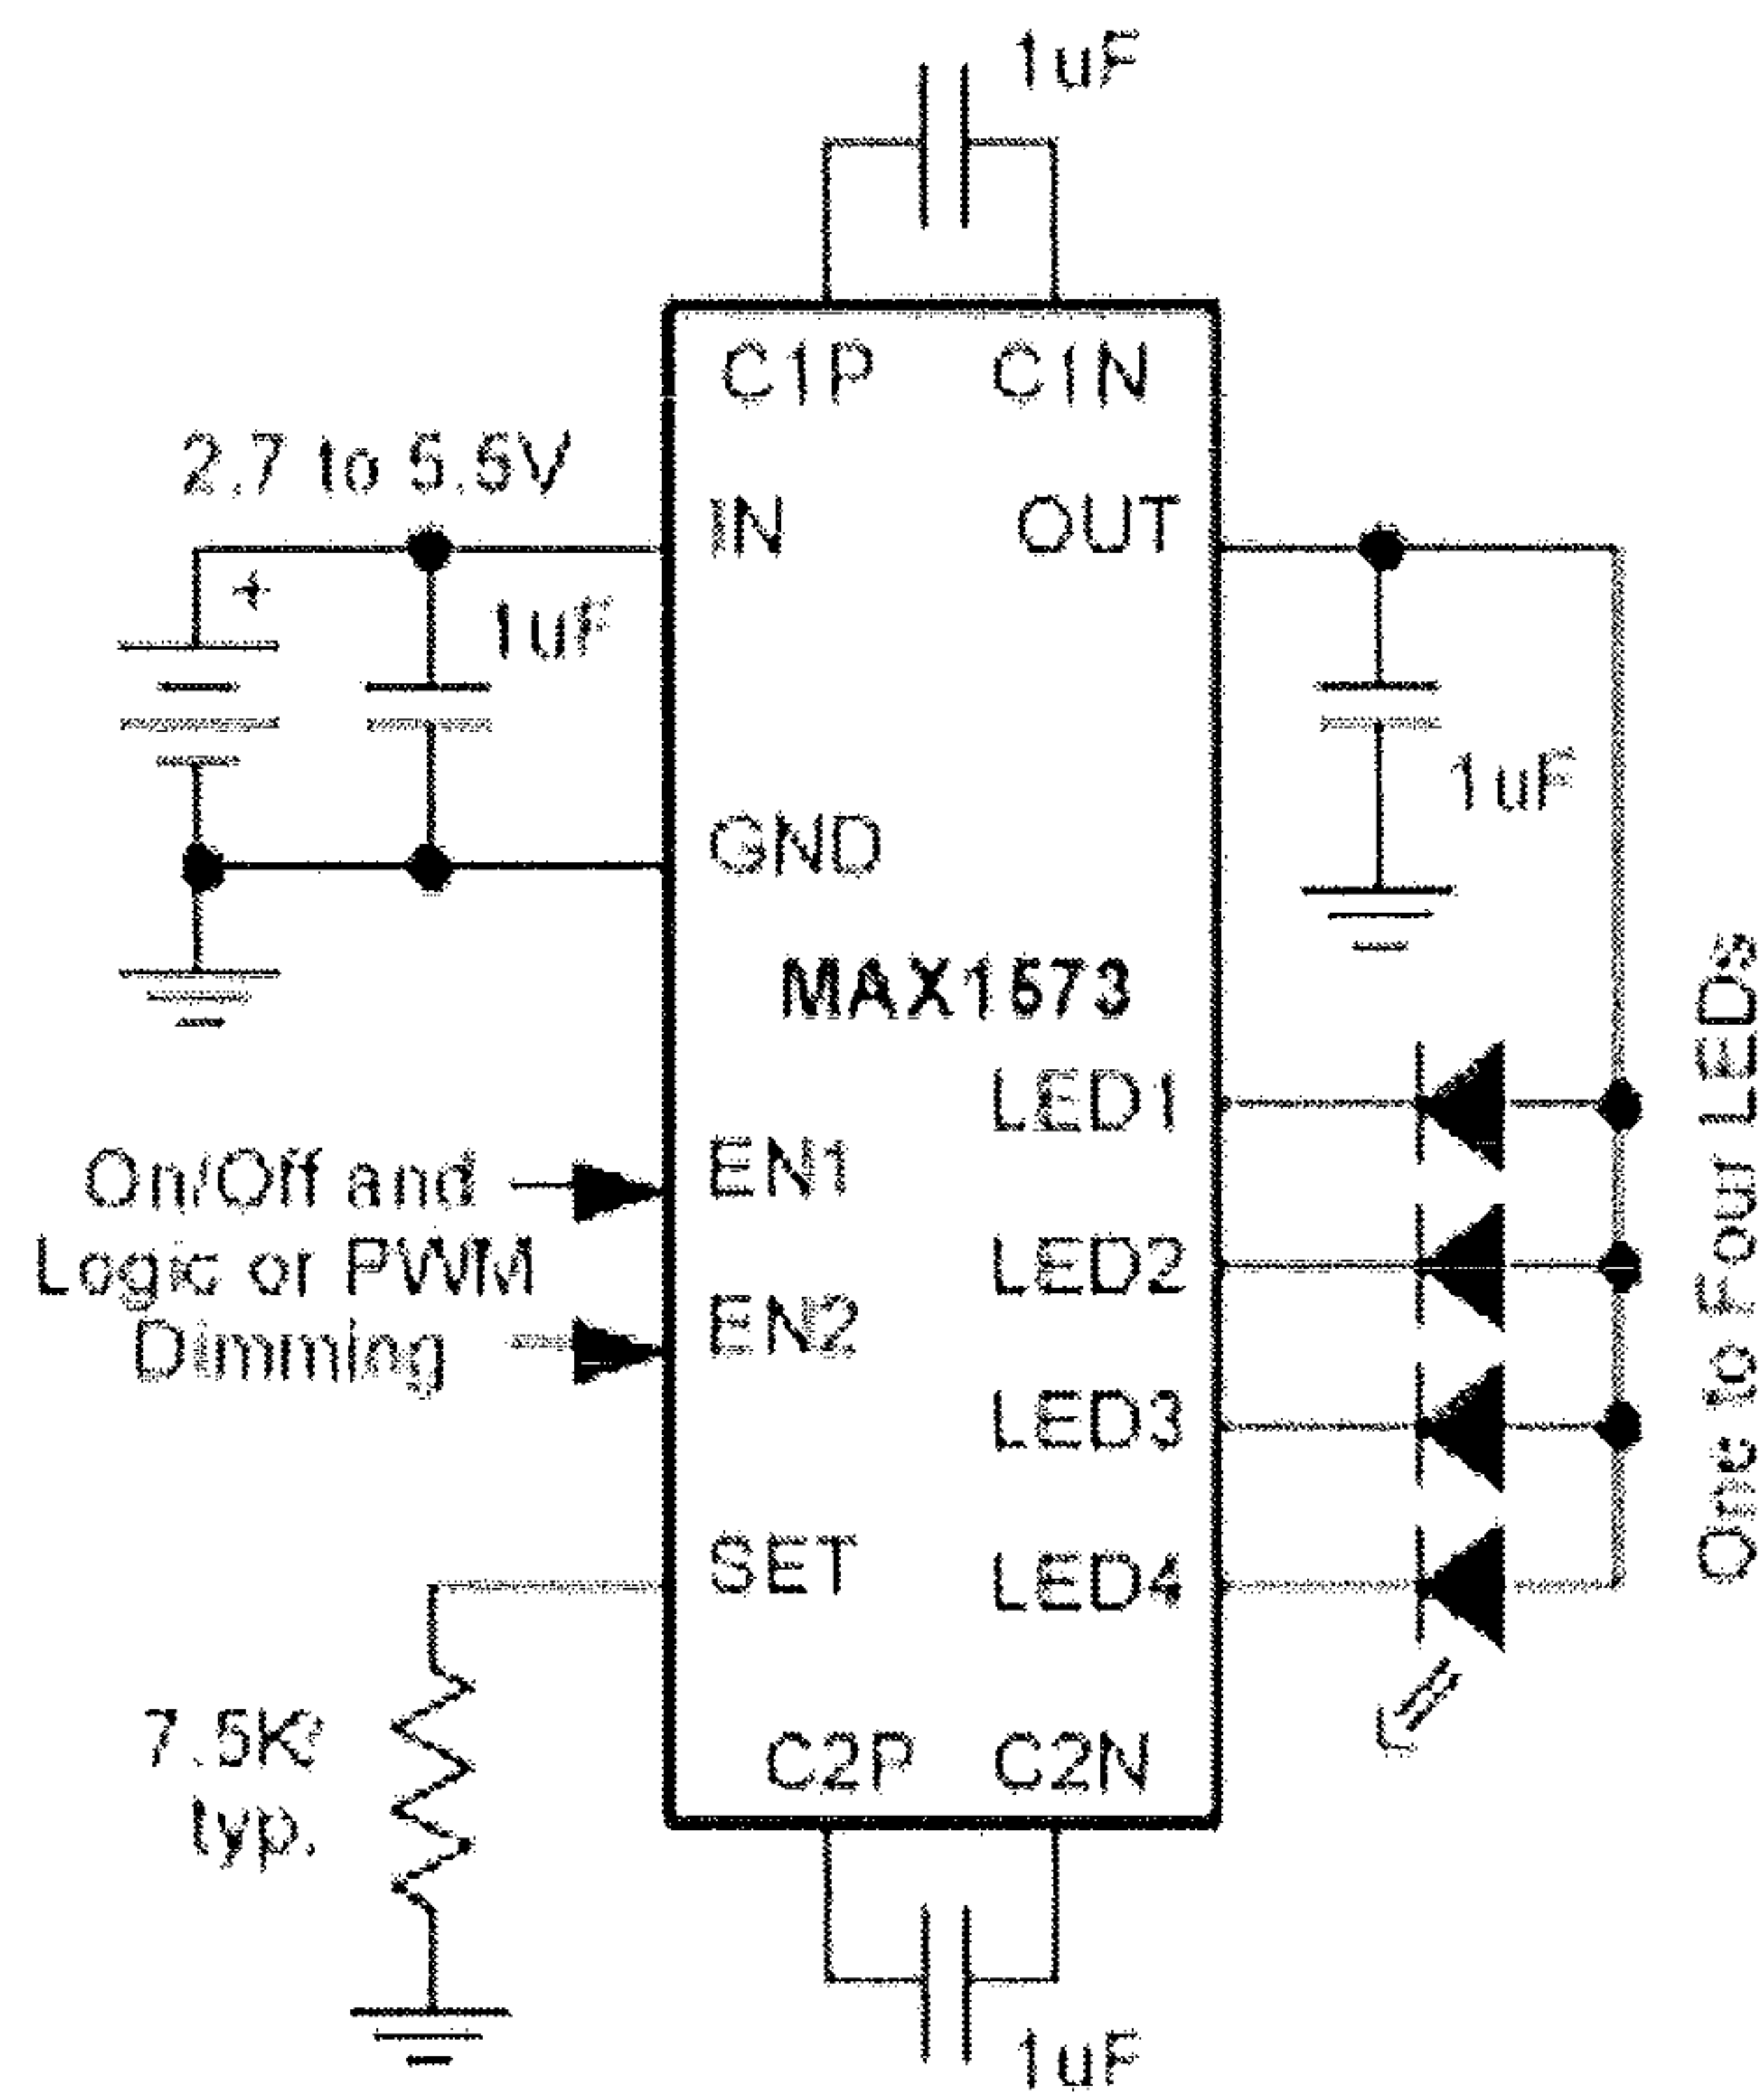 1uF
C1P C1N
2.7 to 5.5V
IN OUT
+
1uF
1uF
GND
MAX1573
LED1
On/Off and
Logic or PWM
Dimming
EN1
LED2
EN2
LED3
SET
LED4
One to Four LEDs
7.5K?
typ.
C2P C2N
1uF